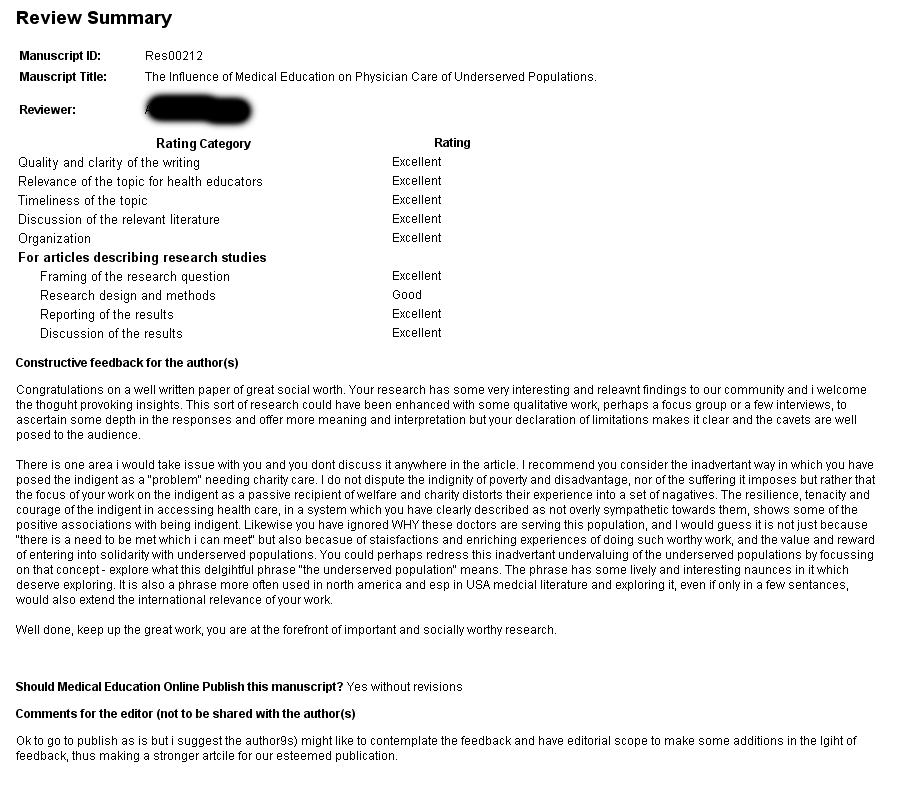 Review Summary
Manuscript ID: Res00212
Mauscript Title: The Influence of Medical Education on Physician Care of Underserved Populations.
Reviewer:
Rating Category Rating
Quality and clarity of the writing Excellent
Relevance of the topic for health educators Excellent
Timeliness of the topic Excellent
Discussion of the relevant literature Excellent
Organization Excellent
For articles describing research studies
Framing of the research question Excellent
Research design and methods Good
Reporting of the results Excellent
Discussion of the results Excellent
Constructive feedback for the author(s)
Congratulations on a well written paper of great social worth. Your research has some very interesting and releavnt findings to our community and i welcome
the thoguht provoking insights. This sort of research could have been enhanced with some qualitative work, perhaps a focus group or a few interviews, to
ascertain some depth in the responses and offer more meaning and interpretation but your declaration of limitations makes it clear and the cavets are well
posed to the audience.
There is one area i would take issue with you and you dont discuss it anywhere in the article. I recommend you consider the inadvertant way in which you have
posed the indigent as a "problem" needing charity care. I do not dispute the indignity of poverty and disadvantage, nor of the suffering it imposes but rather that
the focus of your work on the indigent as a passive recipient of welfare and charity distorts their experience into a set of nagatives. The resilience, tenacity and
courage of the indigent in accessing health care, in a system which you have clearly described as not overly sympathetic towards them, shows some of the
positive associations with being indigent. Likewise you have ignored WHY these doctors are serving this population, and I would guess it is not just because
"there is a need to be met which i can meet" but also becasue of staisfactions and enriching experiences of doing such worthy work, and the value and reward
of entering into solidarity with underserved populations. You could perhaps redress this inadvertent undervaluing of the underserved populations by focussing
on that concept - explore what this delgihtful phrase "the underserved population" means. The phrase has some lively and interesting naunces in it which
deserve exploring. It is also a phrase more often used in north america and esp in USA medcial literature and exploring it, even if only in a few sentances,
would also extend the international relevance of your work.
Well done, keep up the great work, you are at the forefront of important and socially worthy research.
Should Medical Education Online Publish this manuscript? Yes without revisions
Comments for the editor (not to be shared with the author(s)
Ok to go to publish as is but i suggest the author9s) might like to contemplate the feedback and have editorial scope to make some additions in the lgiht of
feedback, thus making a stronger artcile for our esteemed publication.